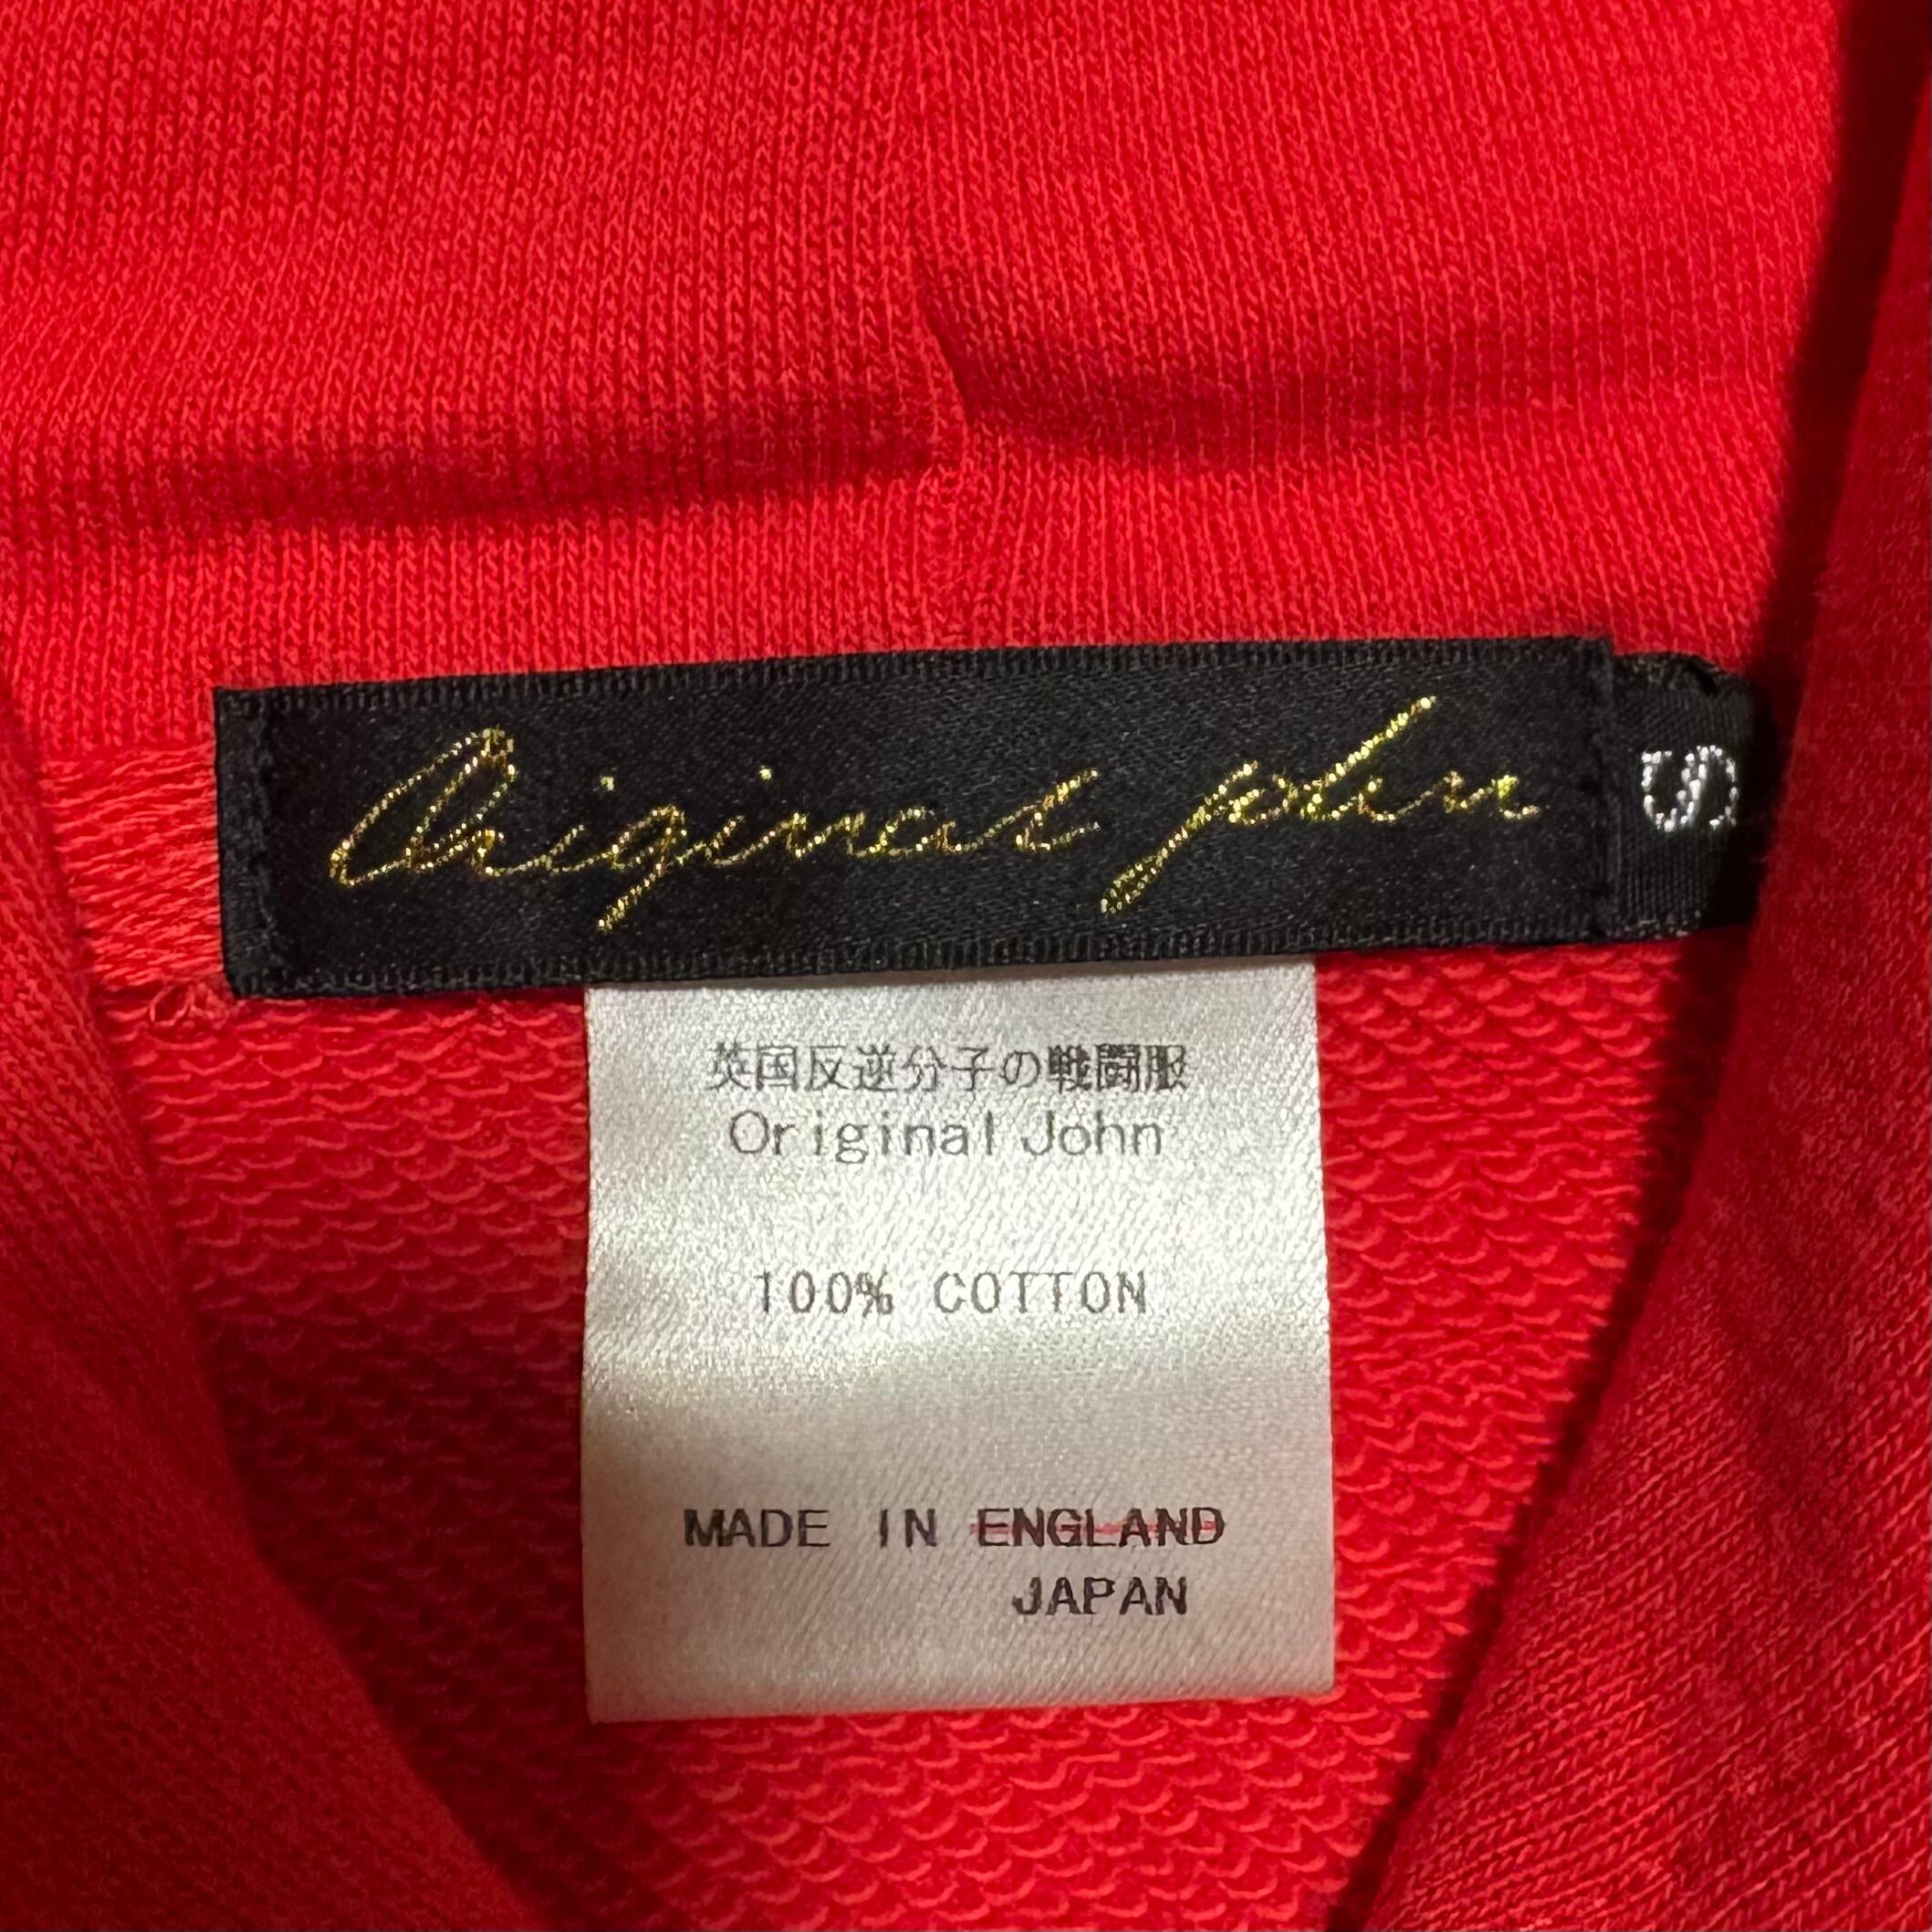 Original john
S
英国反逆分子の戦闘服
Original John
100% COTTON
MADE IN ENGLAND
JAPAN